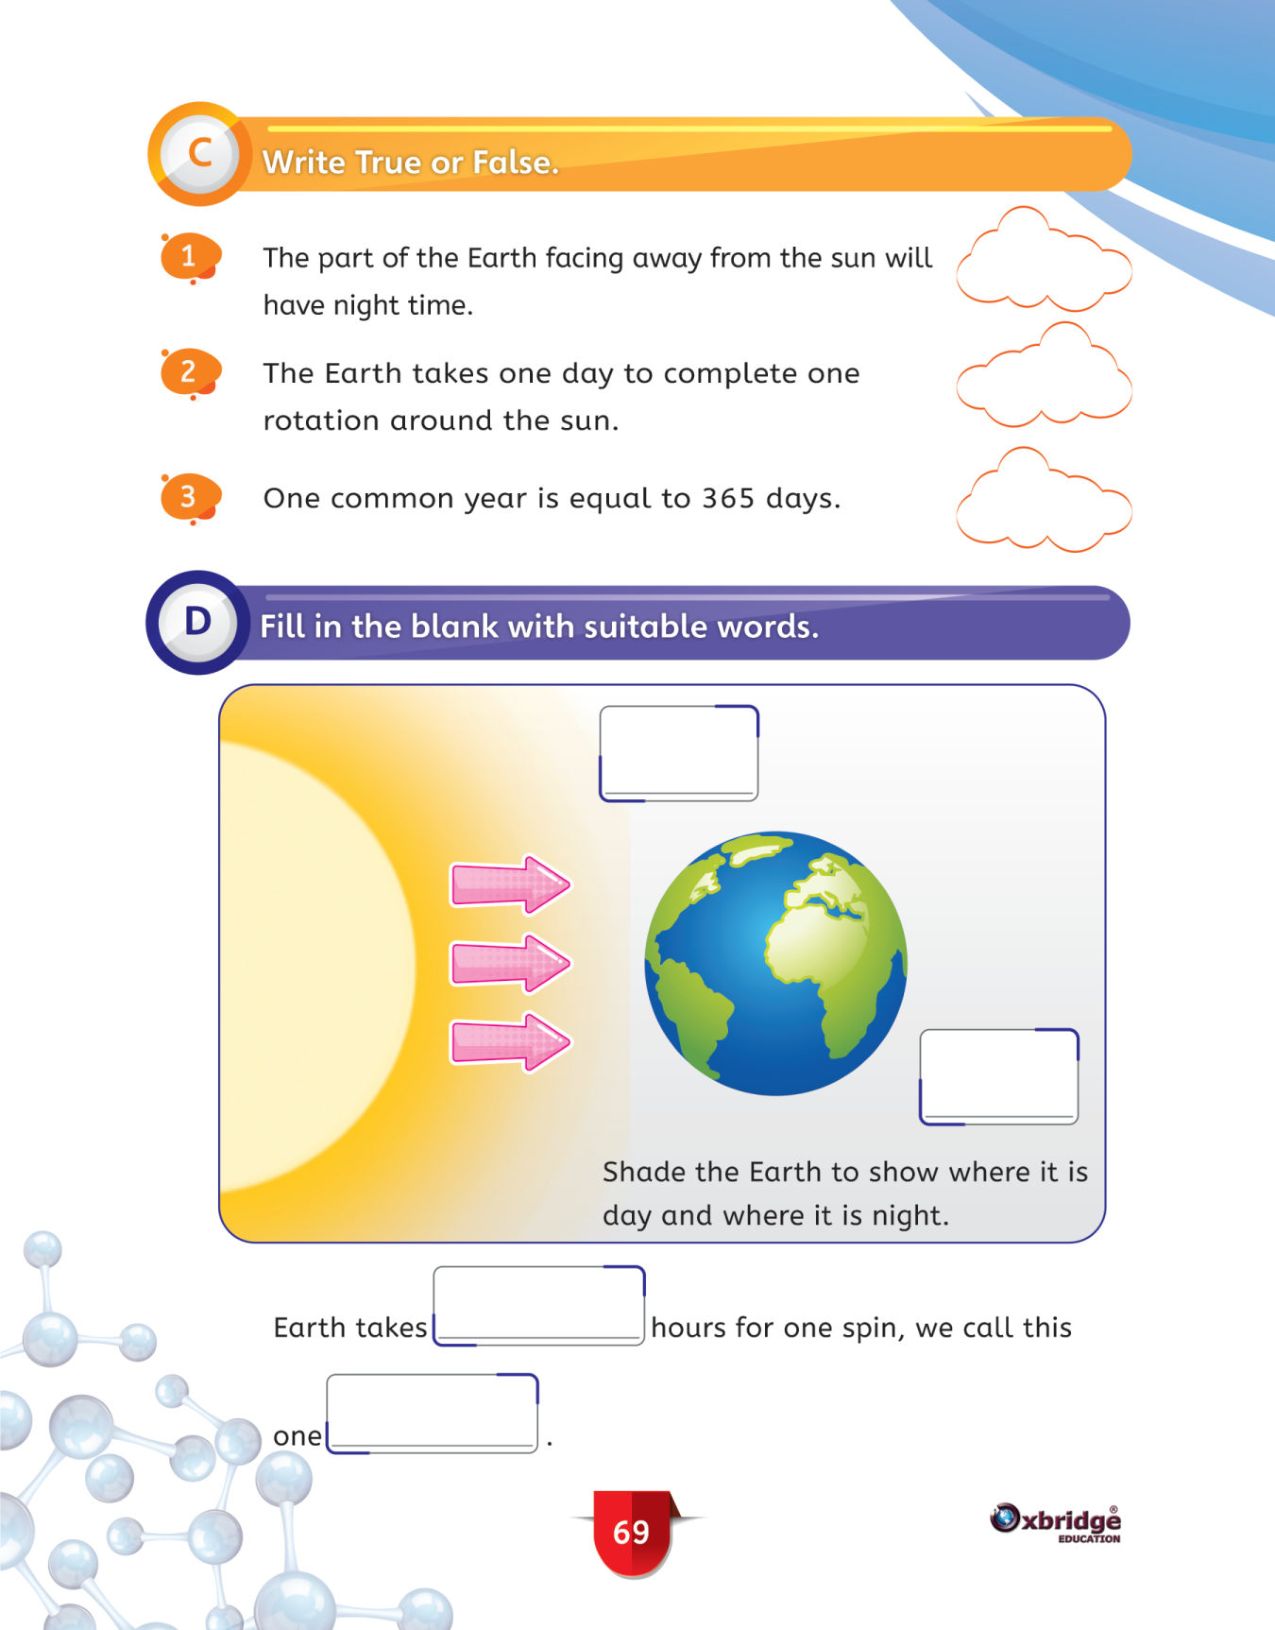 C
Write True or False.
1
The part of the Earth facing away from the sun will
have night time.
2
The Earth takes one day to complete one
rotation around the sun.
3
One common year is equal to 365 days.
D
Fill in the blank with suitable words.
Shade the Earth to show where it is
day and where it is night.
Earth takes hours for one spin, we call this
one .
69
Oxbridge®
EDUCATION